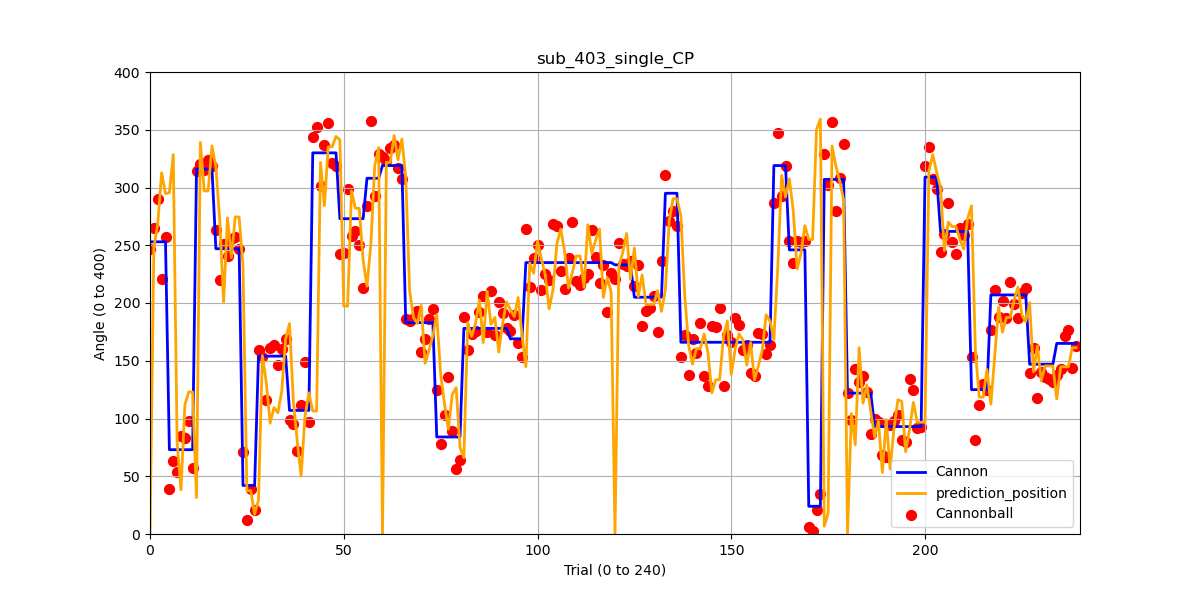 sub_403_single_CP
Angle (0 to 400)
400
350
300
250
200
150
100
50
0
0 50 100 150 200
Trial (0 to 240)
Cannon
prediction_position
Cannonball